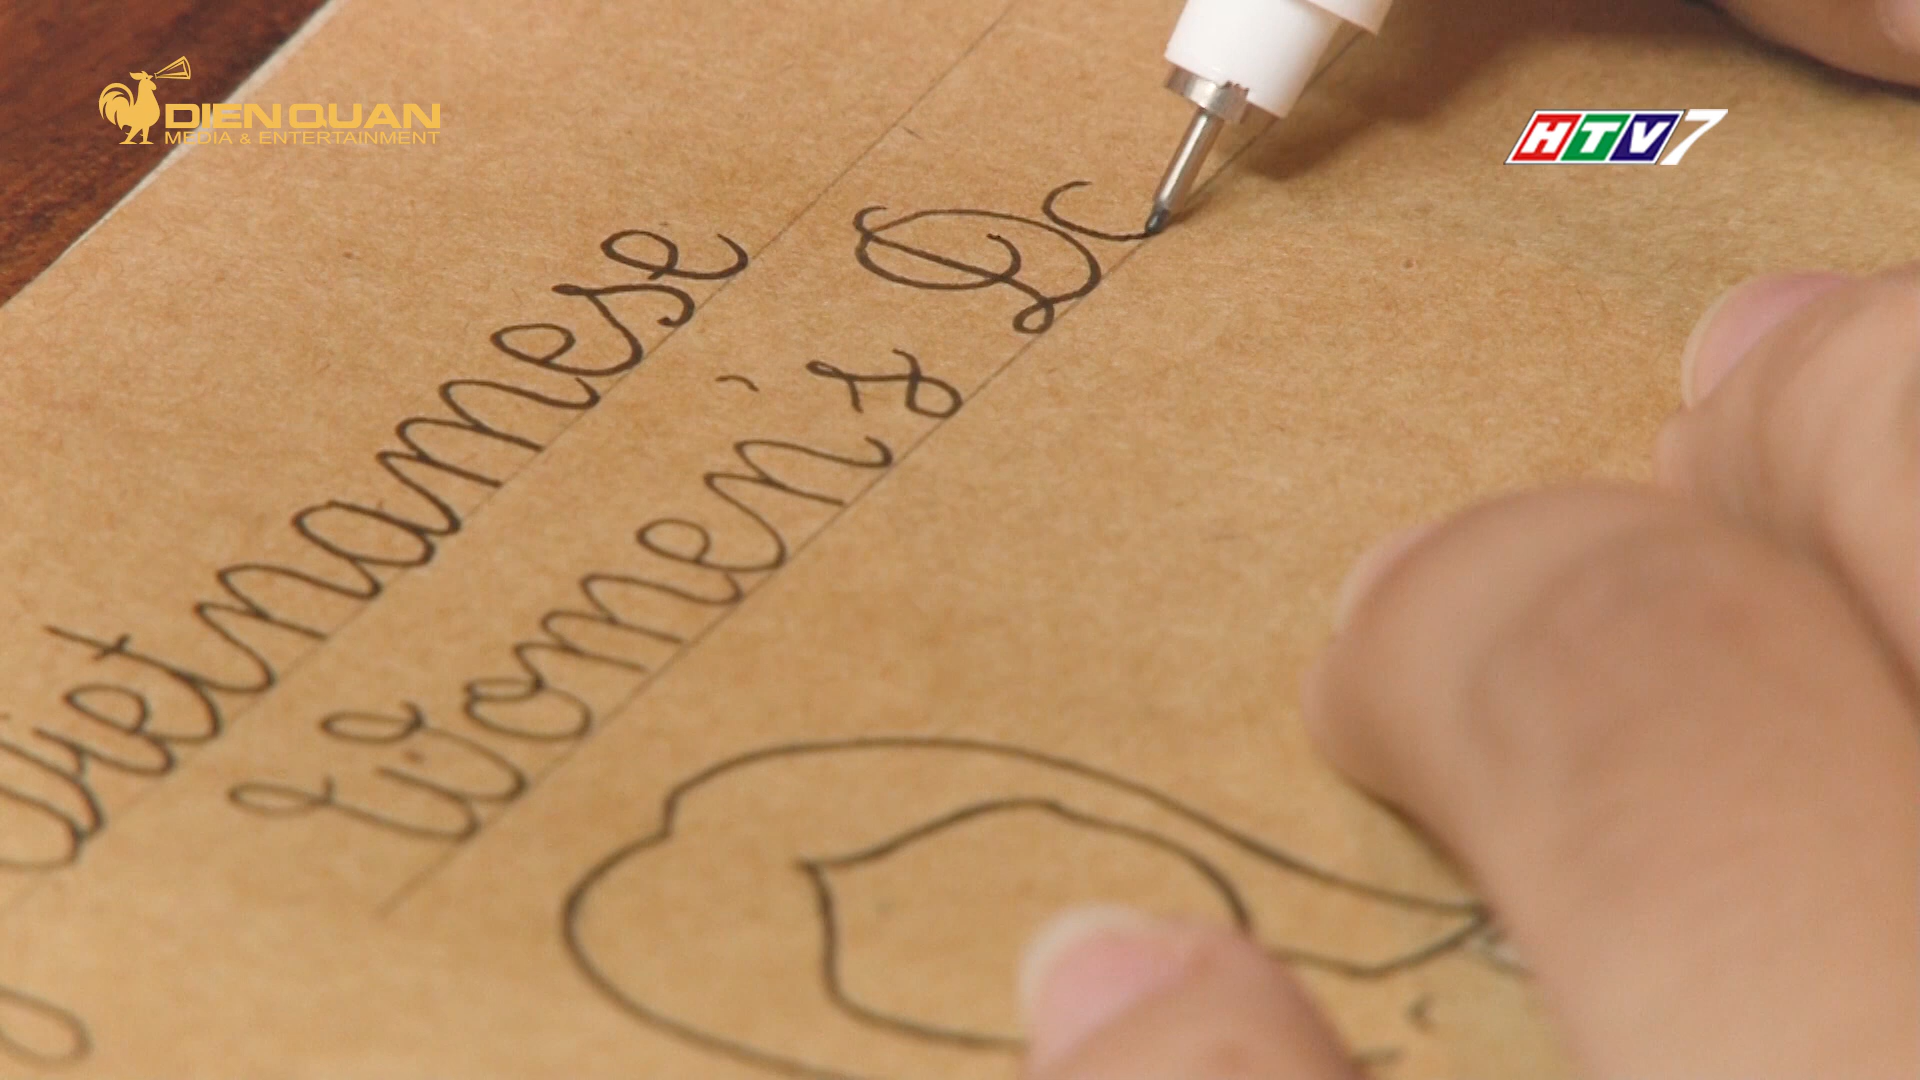 DIEN QUAN
MEDIA & ENTERTAINMENT
HTV7
Vietnamese
Women's D